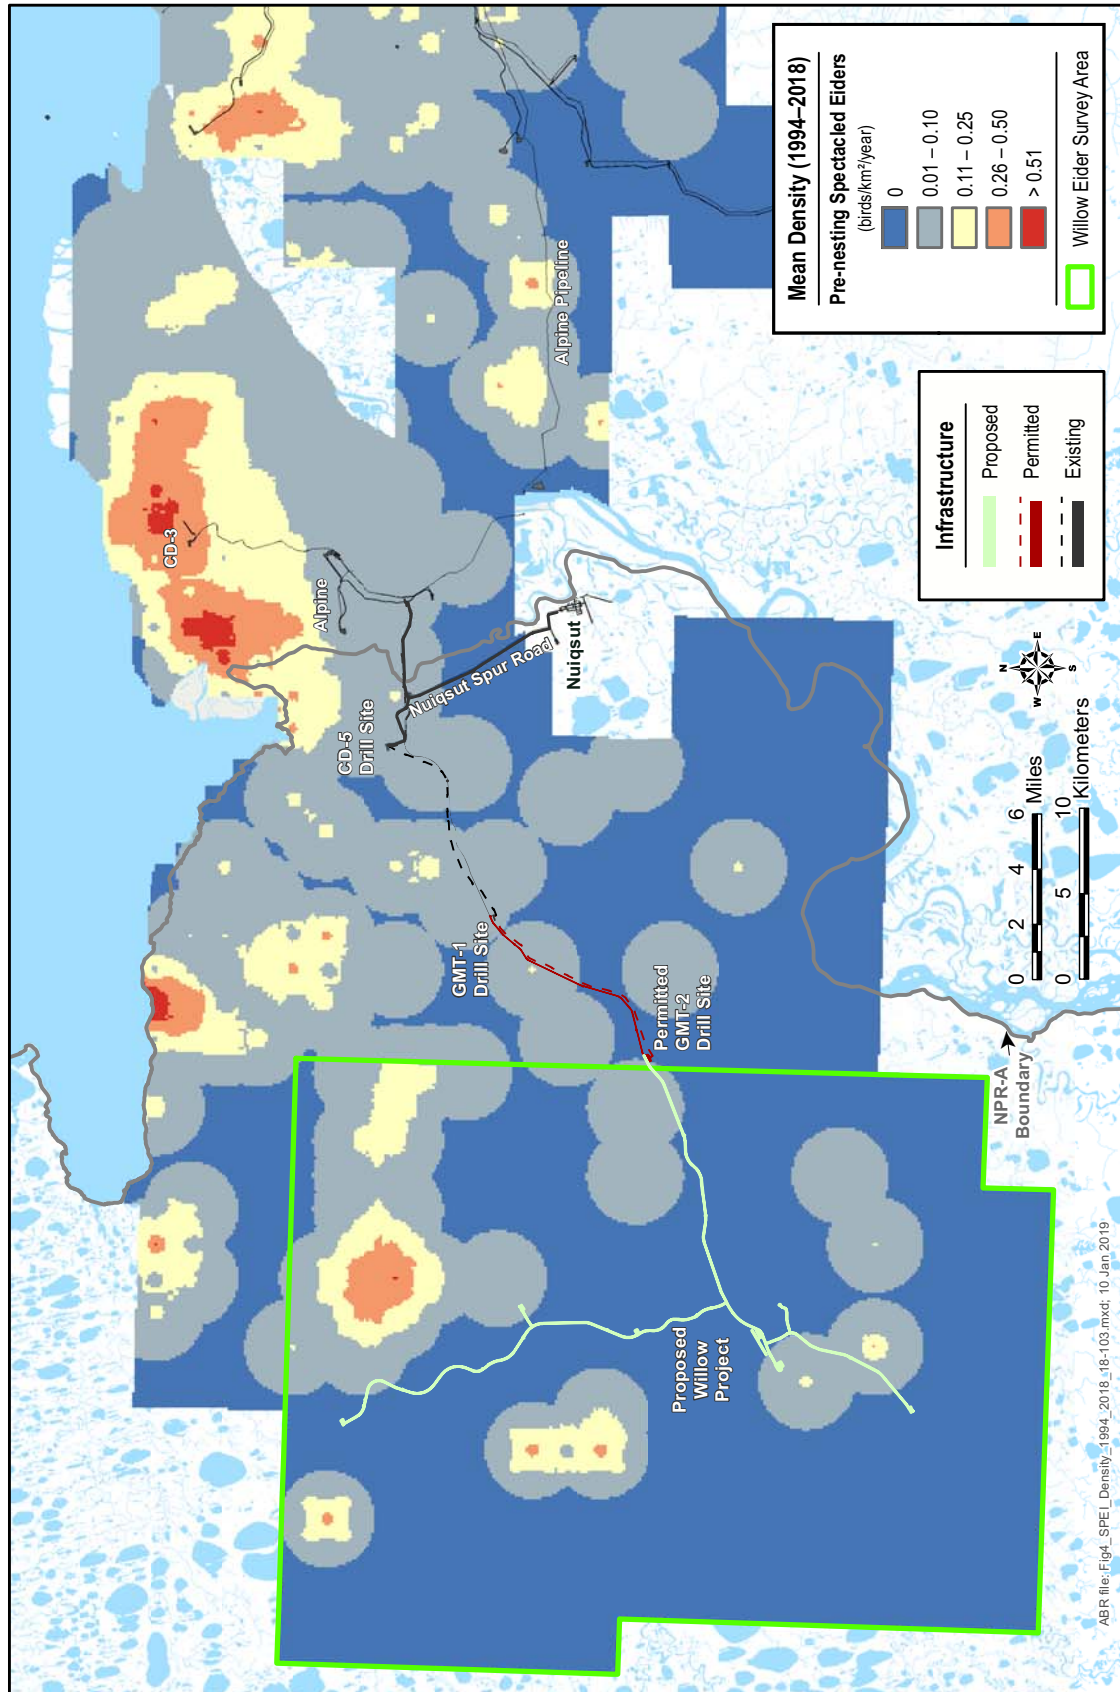 CD-3
Alpine
CD-5
Drill Site
Nuiqsut Spur Road
Nuiqsut
Alpine Pipeline
GMT-1
Drill Site
Permitted
GMT-2
Drill Site
Proposed
Willow
Project
NPR-A
Boundary
Mean Density (1994–2018)
Pre-nesting Spectacled Eiders
(birds/km²/year)
0
0.01 – 0.10
0.11 – 0.25
0.26 – 0.50
> 0.51
Willow Eider Survey Area
Infrastructure
Proposed
Permitted
Existing
N
E
S
W
0 2 4 6
Miles
0 5 10
Kilometers
ABR file: Fig4_SPEI_Density_1994_2018_18-103.mxd; 10 Jan 2019